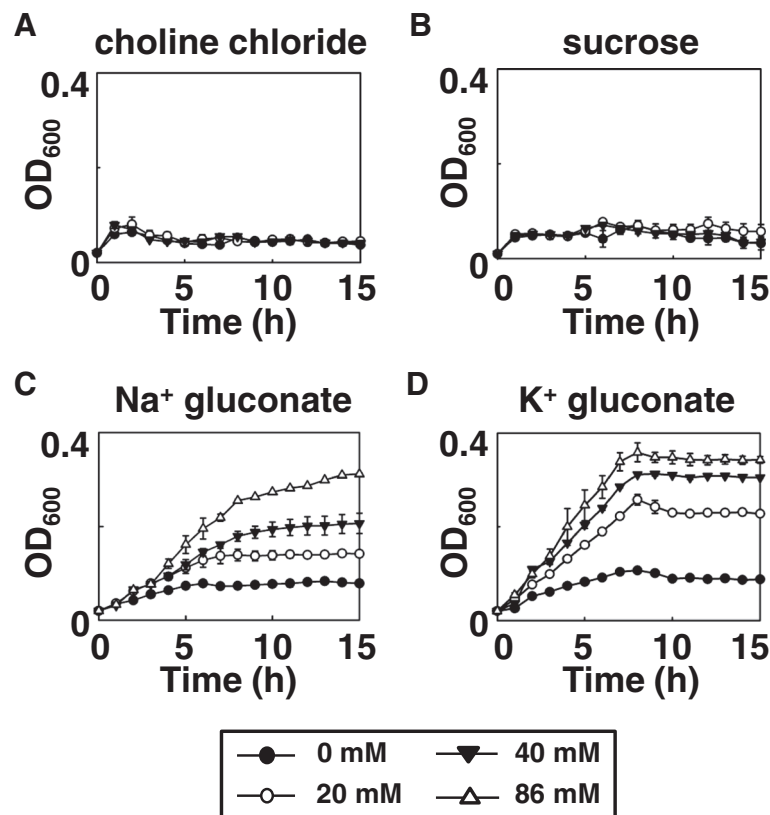 A
choline chloride
0.4
OD600
0
0 5 10 15
Time (h)
B
sucrose
0.4
OD600
0
0 5 10 15
Time (h)
C
Na+ gluconate
0.4
OD600
0
0 5 10 15
Time (h)
D
K+ gluconate
0.4
OD600
0
0 5 10 15
Time (h)
0 mM
40 mM
20 mM
86 mM